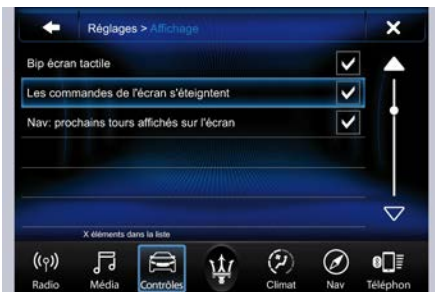 Réglages > Affichage
Bip écran tactile
Les commandes de l'écran s'éteigntent
Nav: prochains tours affichés sur l'écran
X éléments dans la liste
Radio Média Contrôles Climat Nav Téléphon